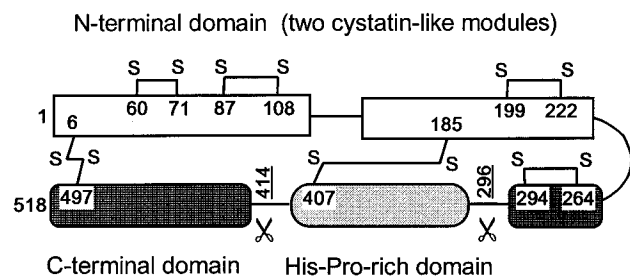 N-terminal domain (two cystatin-like modules)
S S S S S S
60 71 87 108 199 222
1 6 185
S S S S S S
518 497 414 407 296 294 264
C-terminal domain His-Pro-rich domain